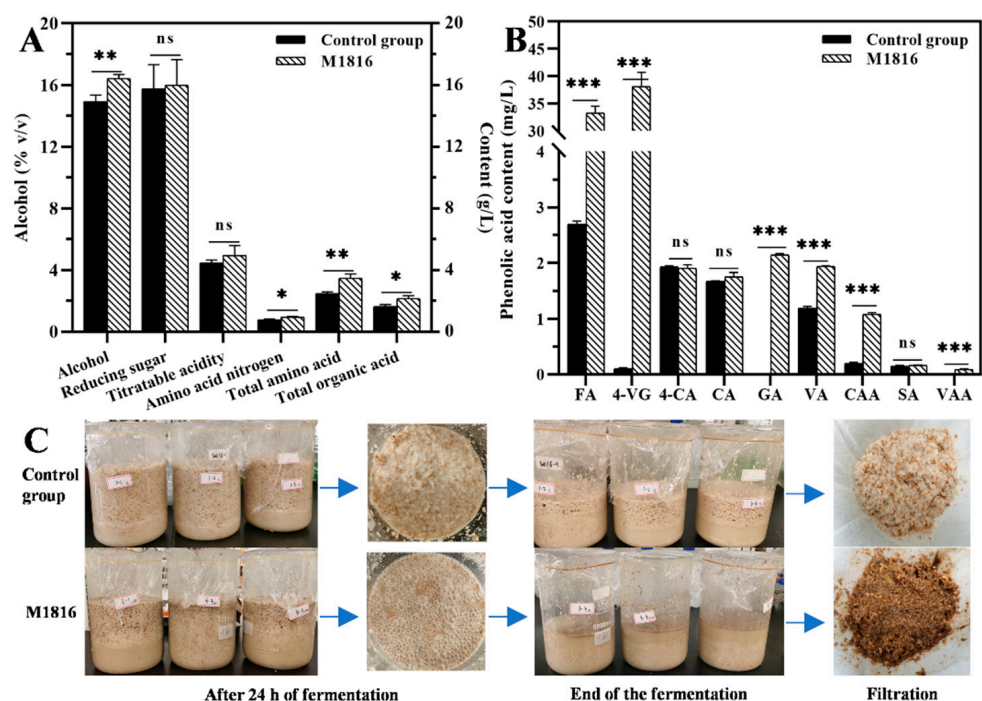 A
Control group
M1816
Alcohol (% v/v)
20
16
12
8
4
0
20
16
12
8
4
0
Content (g/L)
**
ns
ns
*
**
*
Alcohol
Reducing sugar
Titratable acidity
Amino acid nitrogen
Total amino acid
Total organic acid
B
Control group
M1816
Phenolic acid content (mg/L)
50
45
40
35
30
4
3
2
1
0
***
***
ns
ns
***
***
***
ns
***
FA 4-VG 4-CA CA GA VA CAA SA VAA
C
Control
group
M1816
After 24 h of fermentation
End of the fermentation
Filtration